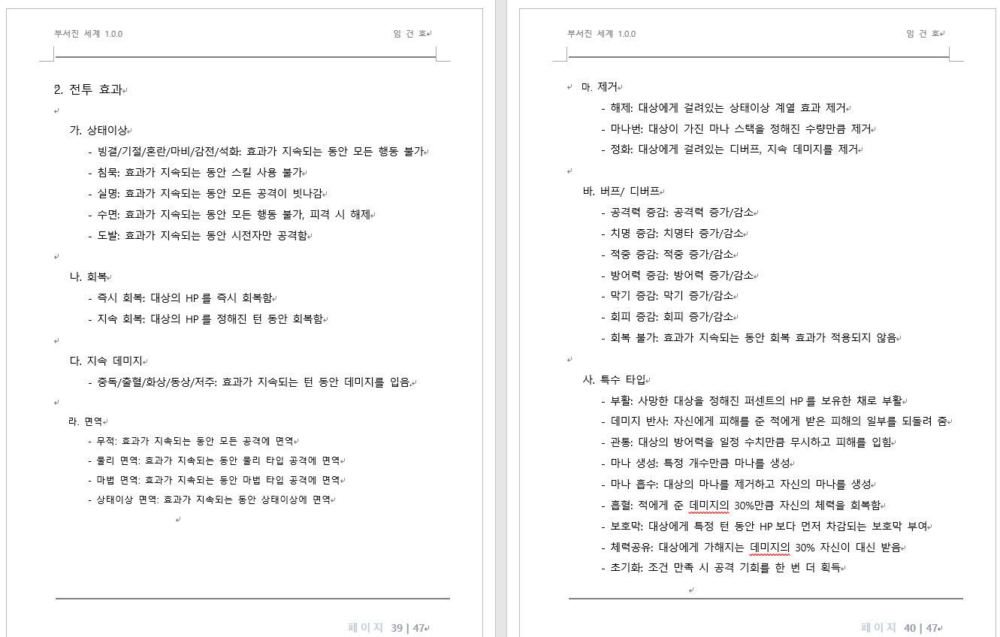 부서진 세계 1.0.0 임 건 호
2. 전투 효과
가. 상태이상
- 빙결/기절/혼란/마비/감전/석화: 효과가 지속되는 동안 모든 행동 불가
- 침묵: 효과가 지속되는 동안 스킬 사용 불가
- 실명: 효과가 지속되는 동안 모든 공격이 빗나감
- 수면: 효과가 지속되는 동안 모든 행동 불가, 피격 시 해제
- 도발: 효과가 지속되는 동안 시전자만 공격함
나. 회복
- 즉시 회복: 대상의 HP를 즉시 회복함
- 지속 회복: 대상의 HP를 정해진 턴 동안 회복함
다. 지속 데미지
- 중독/출혈/화상/동상/저주: 효과가 지속되는 턴 동안 데미지를 입음.
라. 면역
- 무적: 효과가 지속되는 동안 모든 공격에 면역
- 물리 면역: 효과가 지속되는 동안 물리 타입 공격에 면역
- 마법 면역: 효과가 지속되는 동안 마법 타입 공격에 면역
- 상태이상 면역: 효과가 지속되는 동안 상태이상에 면역
페이지 39 | 47
부서진 세계 1.0.0 임 건 호
마. 제거
- 해제: 대상에게 걸려있는 상태이상 계열 효과 제거
- 마나번: 대상이 가진 마나 스택을 정해진 수량만큼 제거
- 정화: 대상에게 걸려있는 디버프, 지속 데미지를 제거
바. 버프/ 디버프
- 공격력 증감: 공격력 증가/감소
- 치명 증감: 치명타 증가/감소
- 적중 증감: 적중 증가/감소
- 방어력 증감: 방어력 증가/감소
- 막기 증감: 막기 증가/감소
- 회피 증감: 회피 증가/감소
- 회복 불가: 효과가 지속되는 동안 회복 효과가 적용되지 않음
사. 특수 타입
- 부활: 사망한 대상을 정해진 퍼센트의 HP를 보유한 채로 부활
- 데미지 반사: 자신에게 피해를 준 적에게 받은 피해의 일부를 되돌려 줌
- 관통: 대상의 방어력을 일정 수치만큼 무시하고 피해를 입힘
- 마나 생성: 특정 개수만큼 마나를 생성
- 마나 흡수: 대상의 마나를 제거하고 자신의 마나를 생성
- 흡혈: 적에게 준 데미지의 30%만큼 자신의 체력을 회복함
- 보호막: 대상에게 특정 턴 동안 HP보다 먼저 차감되는 보호막 부여
- 체력공유: 대상에게 가해지는 데미지의 30% 자신이 대신 받음
- 초기화: 조건 만족 시 공격 기회를 한 번 더 획득
페이지 40 | 47